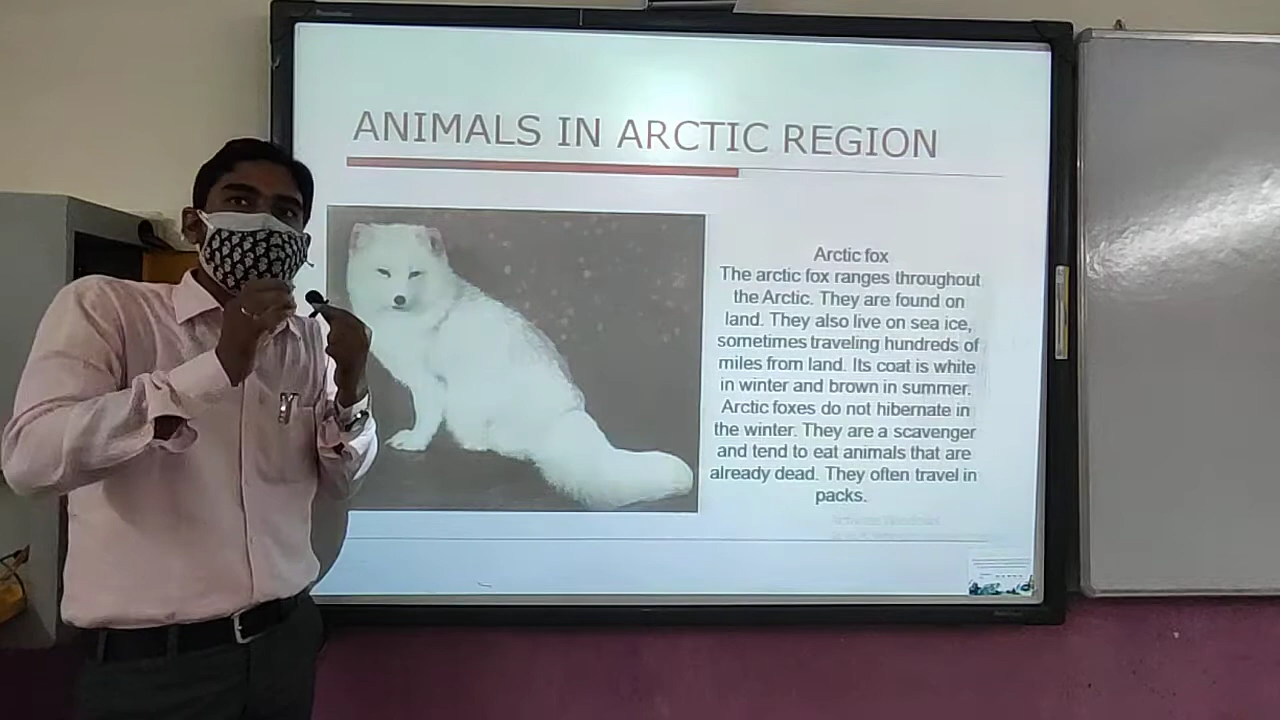 ANIMALS IN ARCTIC REGION
Arctic fox
The arctic fox ranges throughout
the Arctic. They are found on
land. They also live on sea ice,
sometimes traveling hundreds of
miles from land. Its coat is white
in winter and brown in summer.
Arctic foxes do not hibernate in
the winter. They are a scavenger
and tend to eat animals that are
already dead. They often travel in
packs.